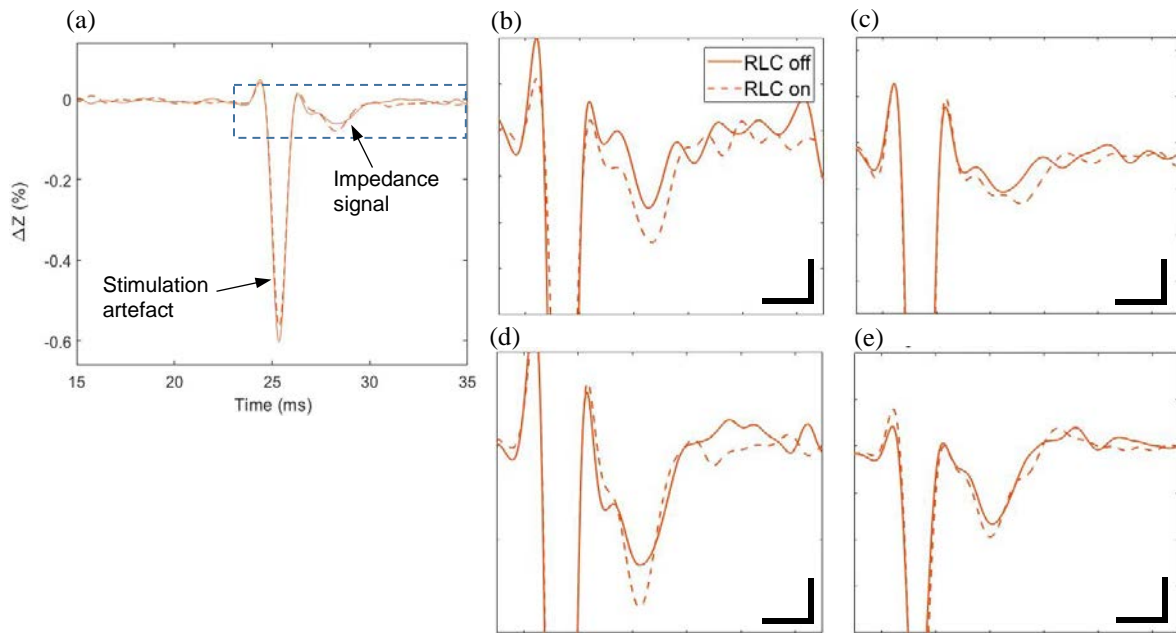 (a)
(b)
(c)
RLC off
RLC on
0
-0.2
-0.4
-0.6
ΔZ (%)
Impedance
signal
Stimulation
artefact
15
20
25
30
35
Time (ms)
(d)
(e)